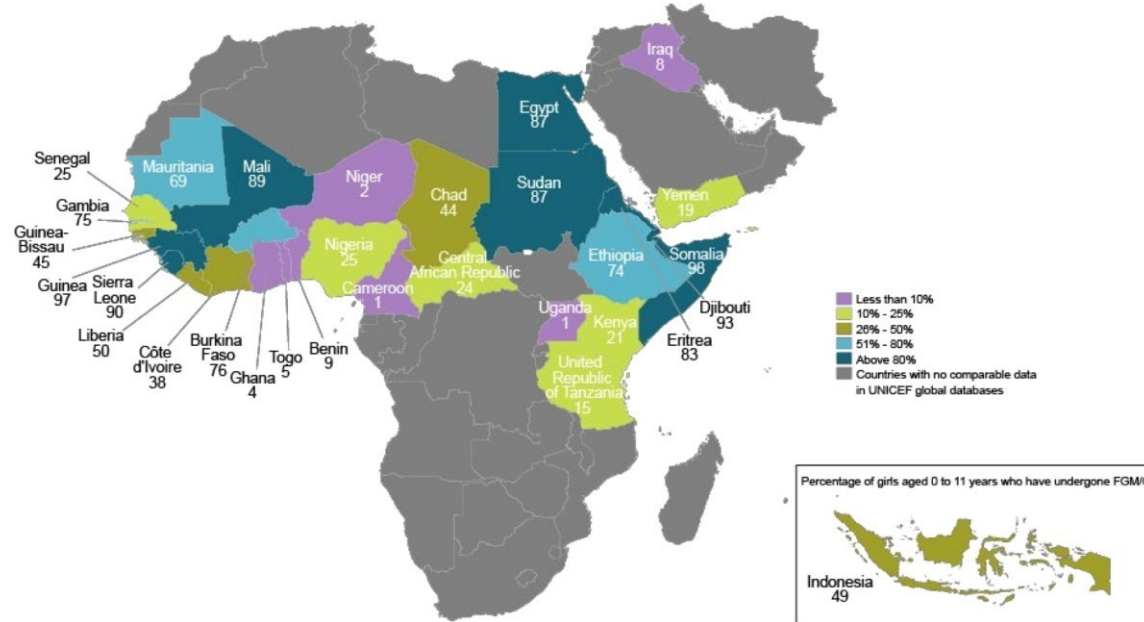 Iraq
8
Egypt
87
Senegal
25
Mauritania
69
Mali
89
Niger
2
Chad
44
Sudan
87
Yemen
19
Gambia
75
Guinea-
Bissau
45
Nigeria
25
Ethiopia
74
Somalia
98
Central
African Republic
24
Guinea
97
Sierra
Leone
90
Cameroon
1
Djibouti
93
Uganda
1
Kenya
21
Eritrea
83
Liberia
50
Côte
d'Ivoire
38
Burkina
Faso
76
Ghana
4
Togo
5
Benin
9
United
Republic
of Tanzania
15
Less than 10%
10% - 25%
26% - 50%
51% - 80%
Above 80%
Countries with no comparable data
in UNICEF global databases
Percentage of girls aged 0 to 11 years who have undergone FGM/
Indonesia
49